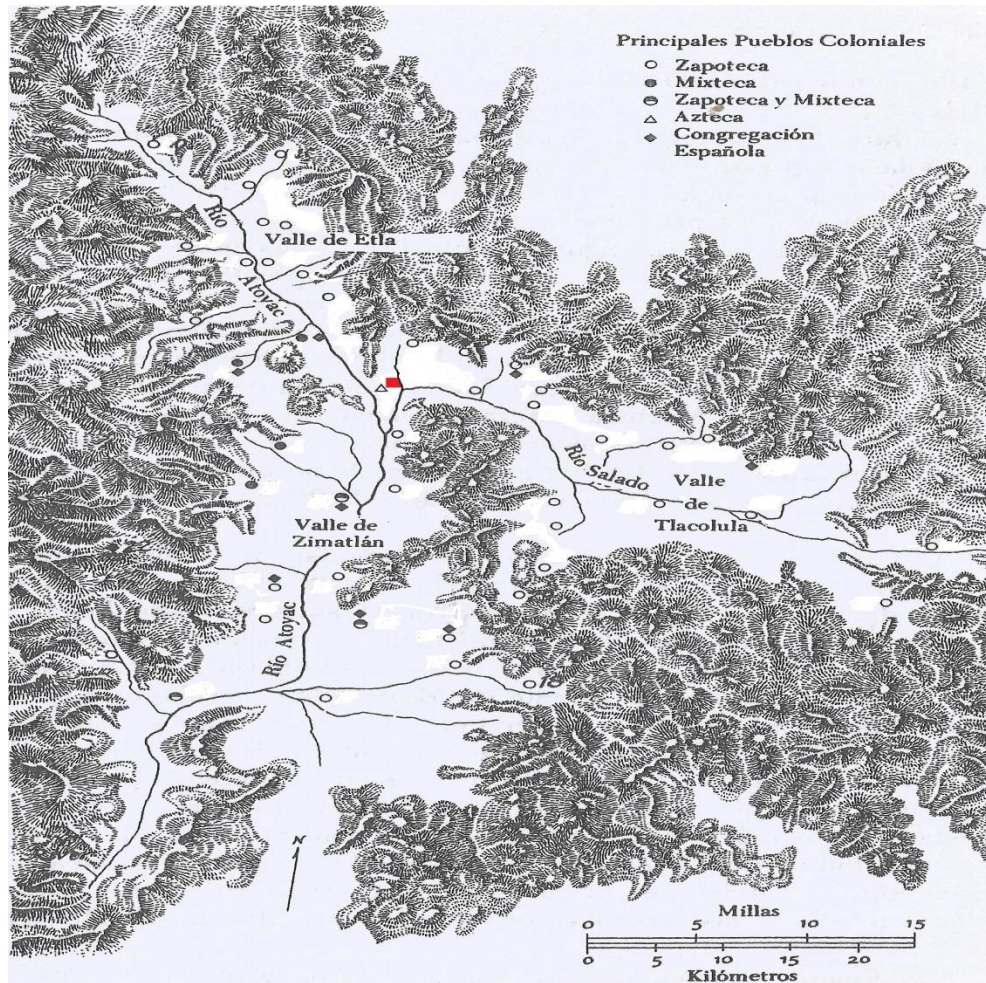 Principales Pueblos Coloniales
Zapoteca
Mixteca
Zapoteca y Mixteca
Azteca
Congregación
Española
Río
Valle de Etla
Atoyac
Río Salado
Valle
de
Tlacolula
Valle de
Zimatlán
Río Atoyac
18
N
Millas
0 5 10 15
0 5 10 15 20
Kilómetros